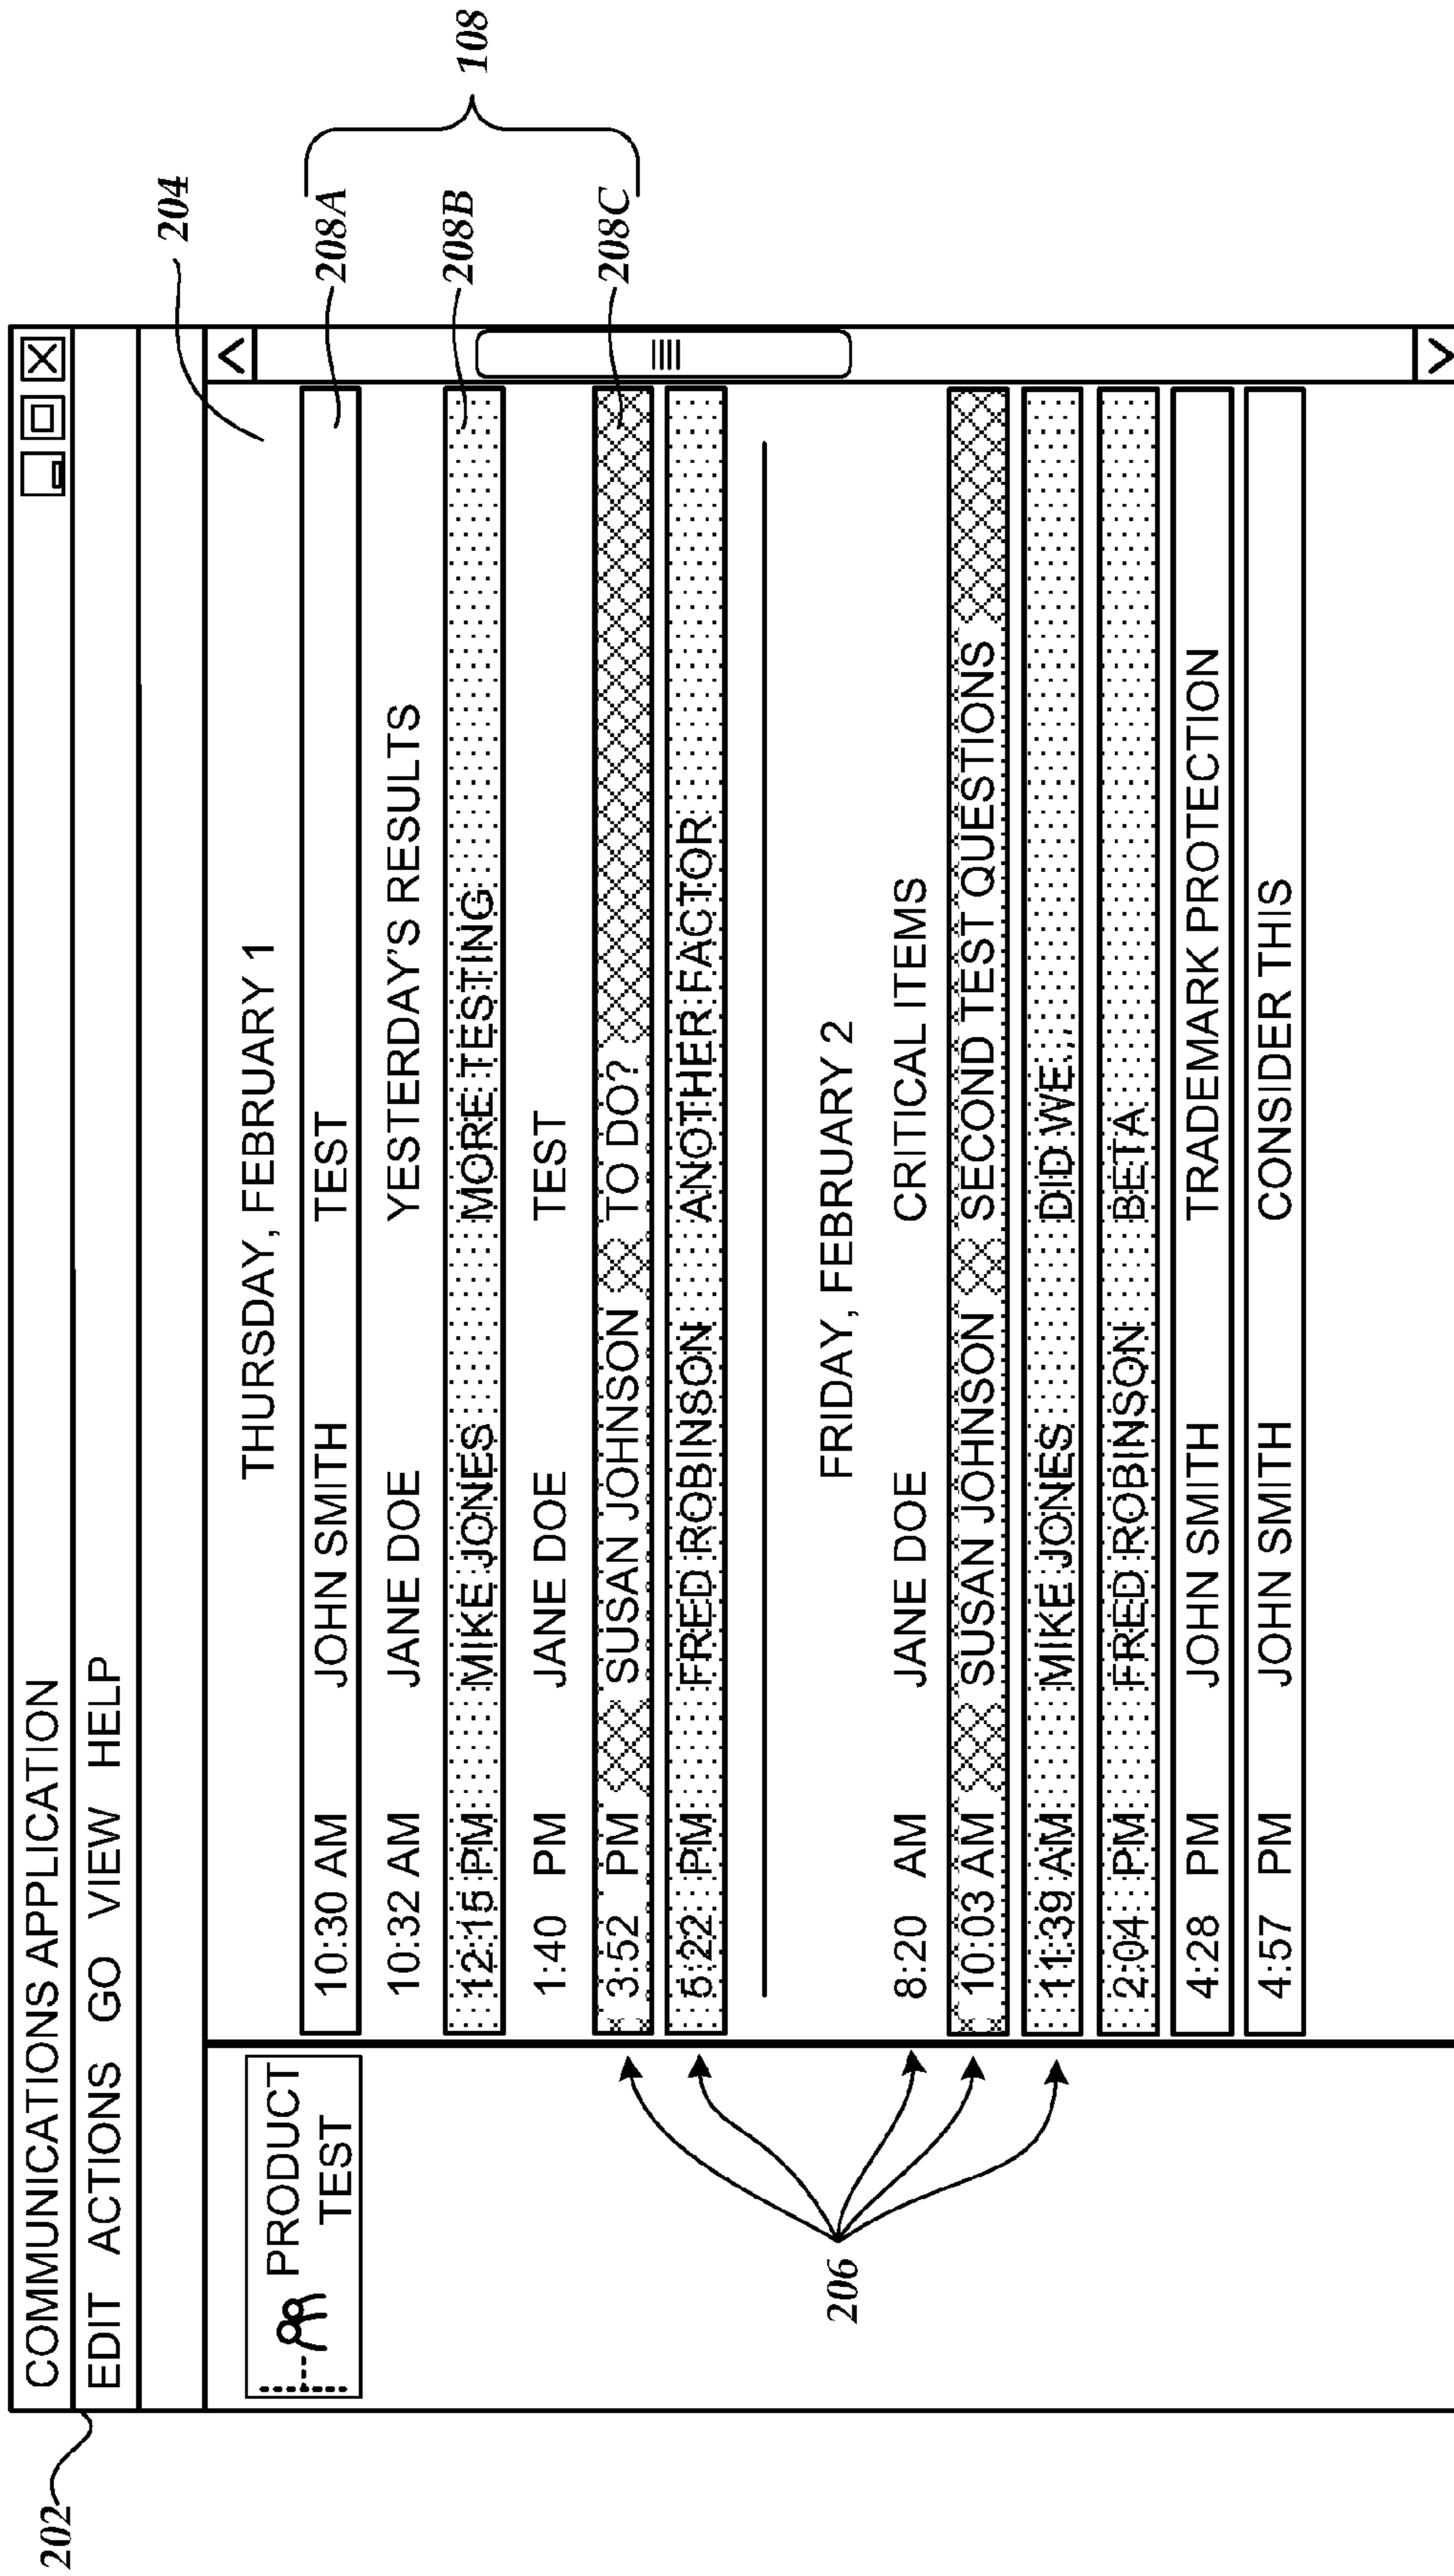 202
COMMUNICATIONS APPLICATION
EDIT ACTIONS GO VIEW HELP
204
PRODUCT
TEST
THURSDAY, FEBRUARY 1
10:30 AM JOHN SMITH TEST
208A
10:32 AM JANE DOE YESTERDAY'S RESULTS
12:15 PM MIKE JONES MORE TESTING
208B
108
1:40 PM JANE DOE TEST
3:52 PM SUSAN JOHNSON TO DO?
208C
5:22 PM FRED ROBINSON ANOTHER FACTOR
206
FRIDAY, FEBRUARY 2
8:20 AM JANE DOE CRITICAL ITEMS
10:03 AM SUSAN JOHNSON SECOND TEST QUESTIONS
11:39 AM MIKE JONES DID WE...
2:04 PM FRED ROBINSON BETA
4:28 PM JOHN SMITH TRADEMARK PROTECTION
4:57 PM JOHN SMITH CONSIDER THIS